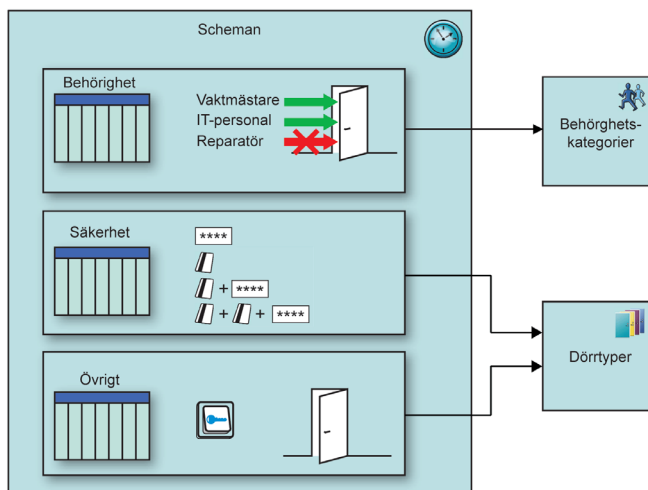 Scheman
Behörighet
Vaktmästare
IT-personal
Reparatör
Behörghets-
kategorier
Säkerhet
****
+ ****
+ + ****
Dörrtyper
Övrigt